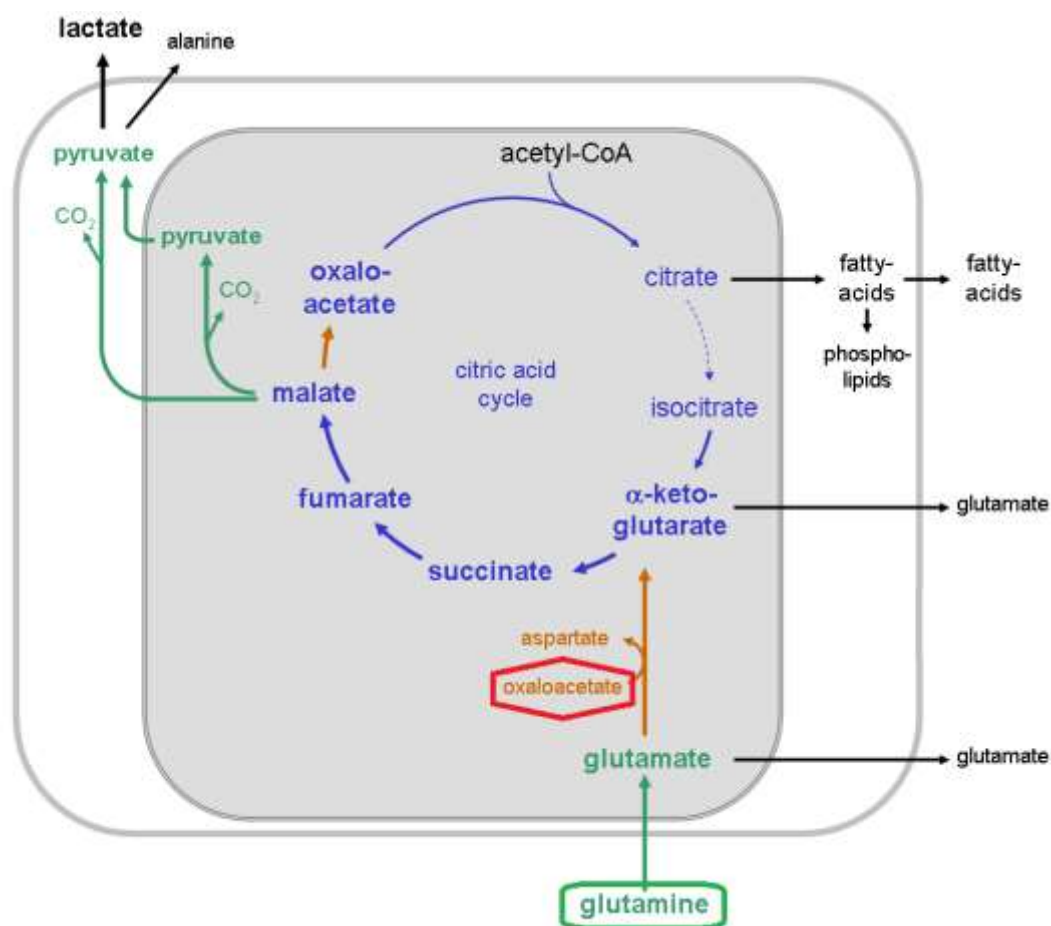 lactate
alanine
pyruvate
acetyl-CoA
CO2
pyruvate
oxalo-
acetate
citrate
fatty-
acids
fatty-
acids
CO2
phospho-
lipids
citric acid
cycle
malate
isocitrate
fumarate
α-keto-
glutarate
glutamate
succinate
aspartate
oxaloacetate
glutamate
glutamate
glutamine